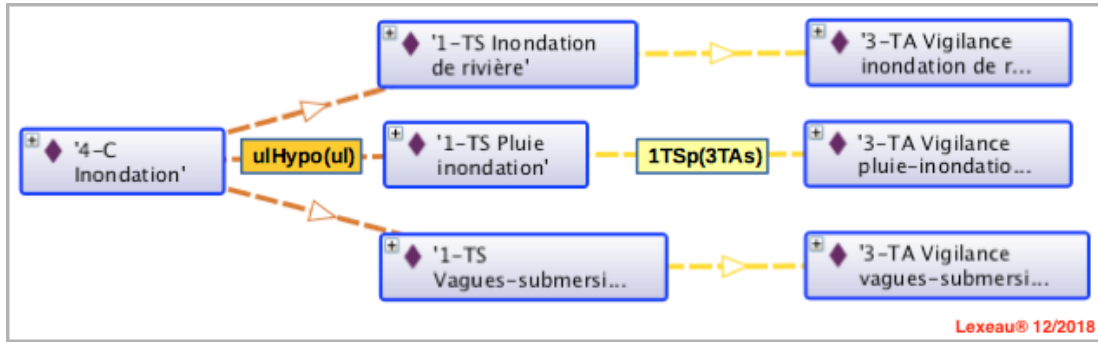 '1-TS Inondation
de rivière'
'3-TA Vigilance
inondation de r...
'4-C
Inondation'
ulHypo(ul)
'1-TS Pluie
inondation'
1TSp(3TAs)
'3-TA Vigilance
pluie-inondatio...
'1-TS
Vagues-submersi...
'3-TA Vigilance
vagues-submersi...
Lexeau® 12/2018